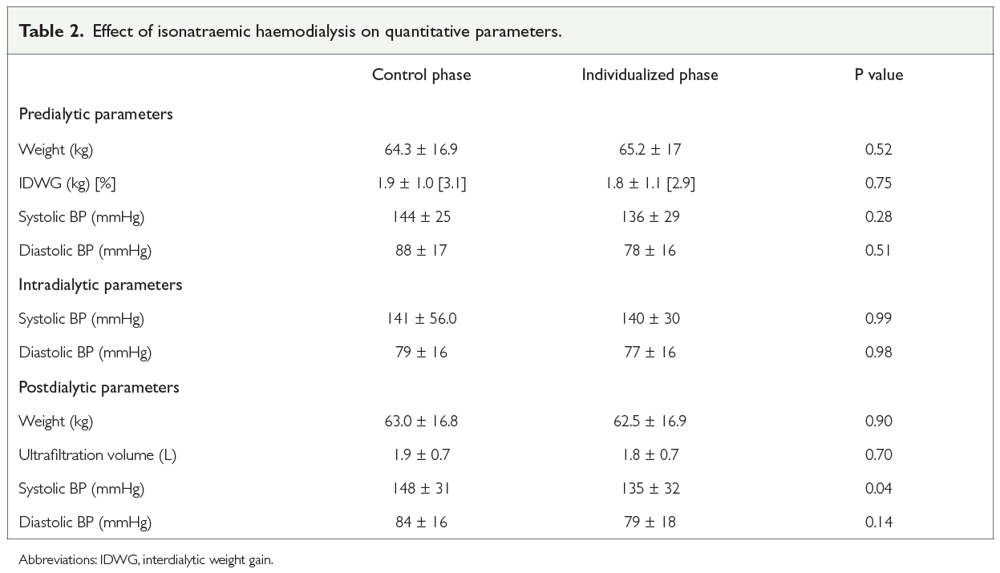 Table 2. Effect of isonatraemic haemodialysis on quantitative parameters.
Control phase Individualized phase P value
Predialytic parameters
Weight (kg) 64.3 ± 16.9 65.2 ± 17 0.52
IDWG (kg) [%] 1.9 ± 1.0 [3.1] 1.8 ± 1.1 [2.9] 0.75
Systolic BP (mmHg) 144 ± 25 136 ± 29 0.28
Diastolic BP (mmHg) 88 ± 17 78 ± 16 0.51
Intradialytic parameters
Systolic BP (mmHg) 141 ± 56.0 140 ± 30 0.99
Diastolic BP (mmHg) 79 ± 16 77 ± 16 0.98
Postdialytic parameters
Weight (kg) 63.0 ± 16.8 62.5 ± 16.9 0.90
Ultrafiltration volume (L) 1.9 ± 0.7 1.8 ± 0.7 0.70
Systolic BP (mmHg) 148 ± 31 135 ± 32 0.04
Diastolic BP (mmHg) 84 ± 16 79 ± 18 0.14
Abbreviations: IDWG, interdialytic weight gain.